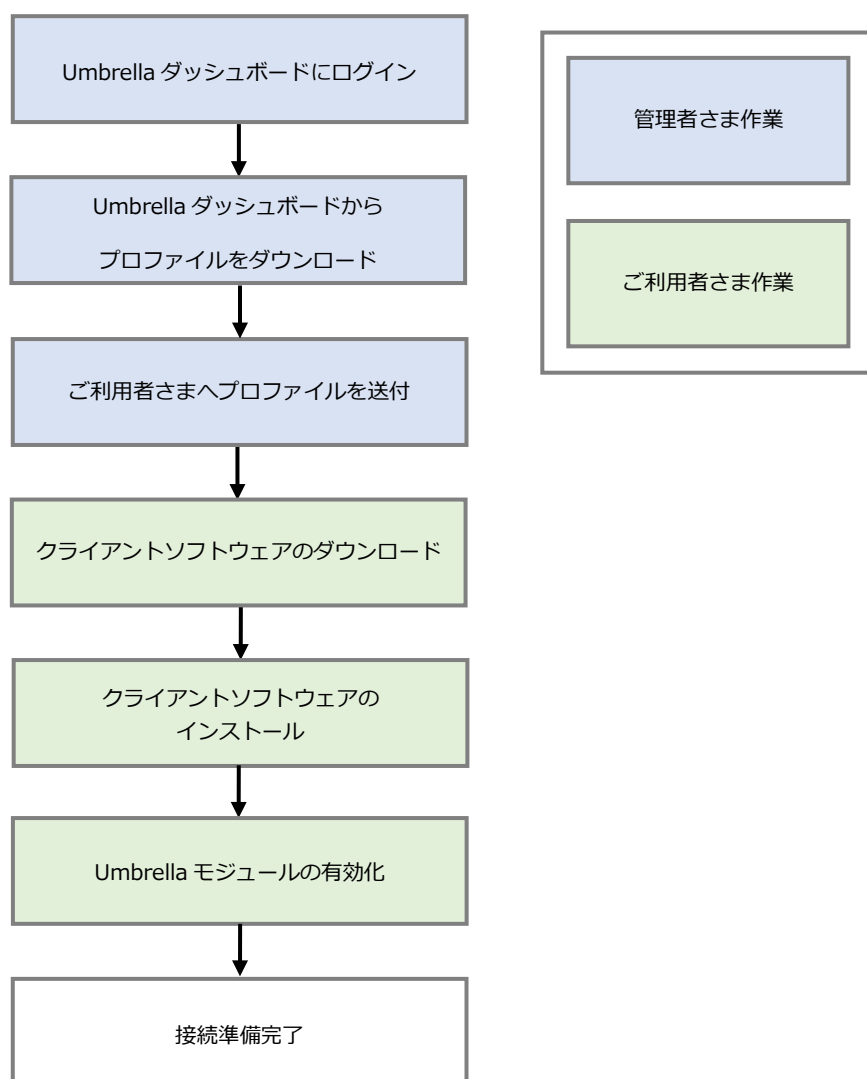 Umbrella ダッシュボードにログイン
Umbrella ダッシュボードから
プロファイルをダウンロード
ご利用者さまへプロファイルを送付
クライアントソフトウェアのダウンロード
クライアントソフトウェアの
インストール
Umbrella モジュールの有効化
接続準備完了
管理者さま作業
ご利用者さま作業